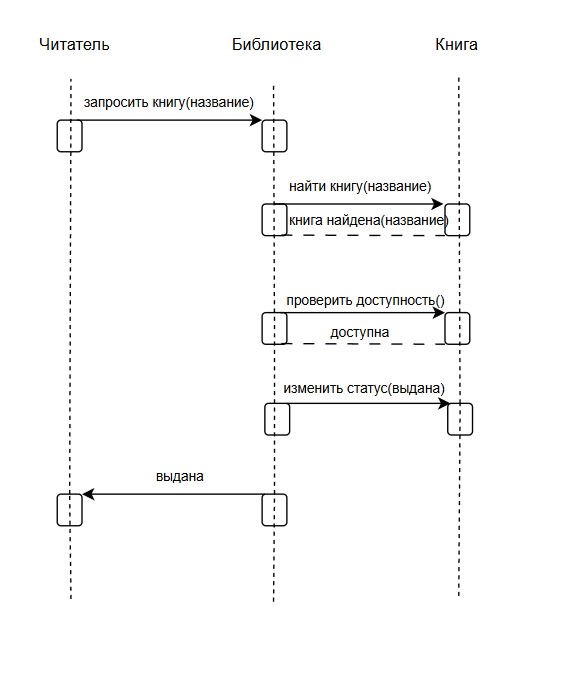 Читатель
Библиотека
Книга
запросить книгу(название)
найти книгу(название)
книга найдена(название)
проверить доступность()
доступна
изменить статус(выдана)
выдана